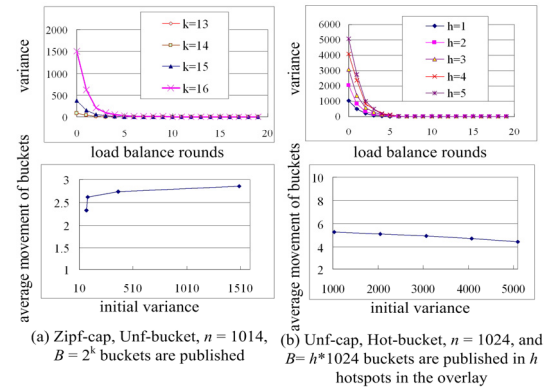 2000
1500
1000
500
0
variance
k=13
k=14
k=15
k=16
0 5 10 15 20
load balance rounds
6000
5000
4000
3000
2000
1000
0
variance
h=1
h=2
h=3
h=4
h=5
0 5 10 15 20
load balance rounds
3
2.5
2
1.5
1
average movement of buckets
10 510 1010 1510
initial variance
10
8
6
4
2
average movement of buckets
1000 2000 3000 4000 5000
initial variance
(a) Zipf-cap, Unf-bucket, n = 1014,
B = 2^k buckets are published
(b) Unf-cap, Hot-bucket, n = 1024, and
B= h*1024 buckets are published in h
hotspots in the overlay